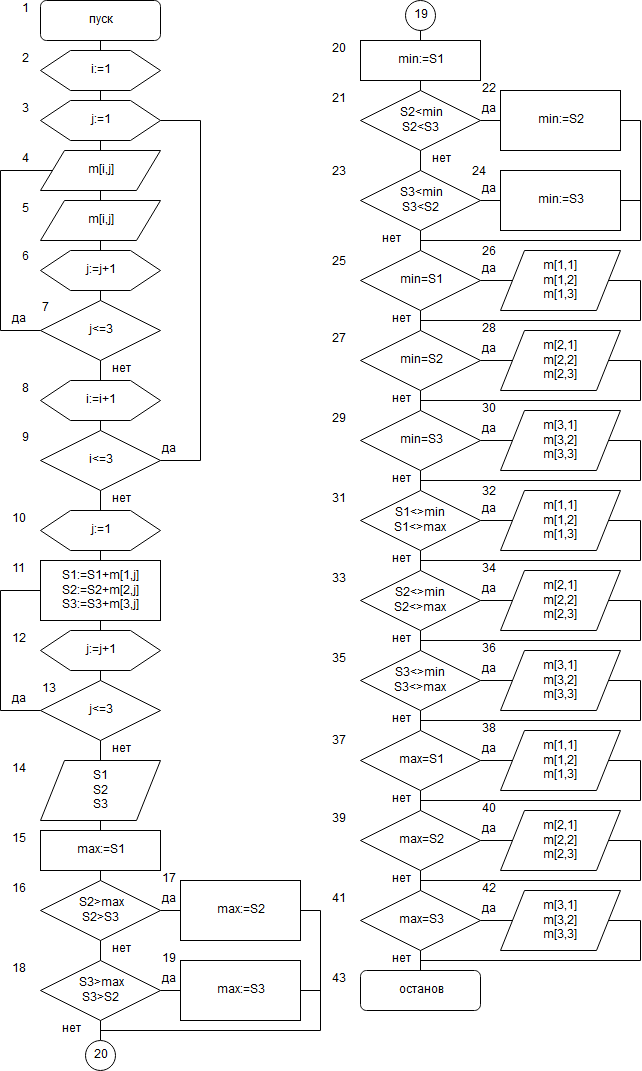 1
пуск
2
i:=1
3
j:=1
4
m[i,j]
5
m[i,j]
6
j:=j+1
7
j<=3
да
нет
8
i:=i+1
9
i<=3
да
нет
10
j:=1
11
S1:=S1+m[1,j]
S2:=S2+m[2,j]
S3:=S3+m[3,j]
12
j:=j+1
13
j<=3
да
нет
14
S1
S2
S3
15
max:=S1
16
S2>max
S2>S3
да
нет
17
max:=S2
18
S3>max
S3>S2
да
нет
19
max:=S3
20
19
20
min:=S1
21
S2<min
S2<S3
да
нет
22
min:=S2
23
S3<min
S3<S2
да
нет
24
min:=S3
25
min=S1
да
нет
26
m[1,1]
m[1,2]
m[1,3]
27
min=S2
да
нет
28
m[2,1]
m[2,2]
m[2,3]
29
min=S3
да
нет
30
m[3,1]
m[3,2]
m[3,3]
31
S1<>min
S1<>max
да
нет
32
m[1,1]
m[1,2]
m[1,3]
33
S2<>min
S2<>max
да
нет
34
m[2,1]
m[2,2]
m[2,3]
35
S3<>min
S3<>max
да
нет
36
m[3,1]
m[3,2]
m[3,3]
37
max=S1
да
нет
38
m[1,1]
m[1,2]
m[1,3]
39
max=S2
да
нет
40
m[2,1]
m[2,2]
m[2,3]
41
max=S3
да
нет
42
m[3,1]
m[3,2]
m[3,3]
43
останов